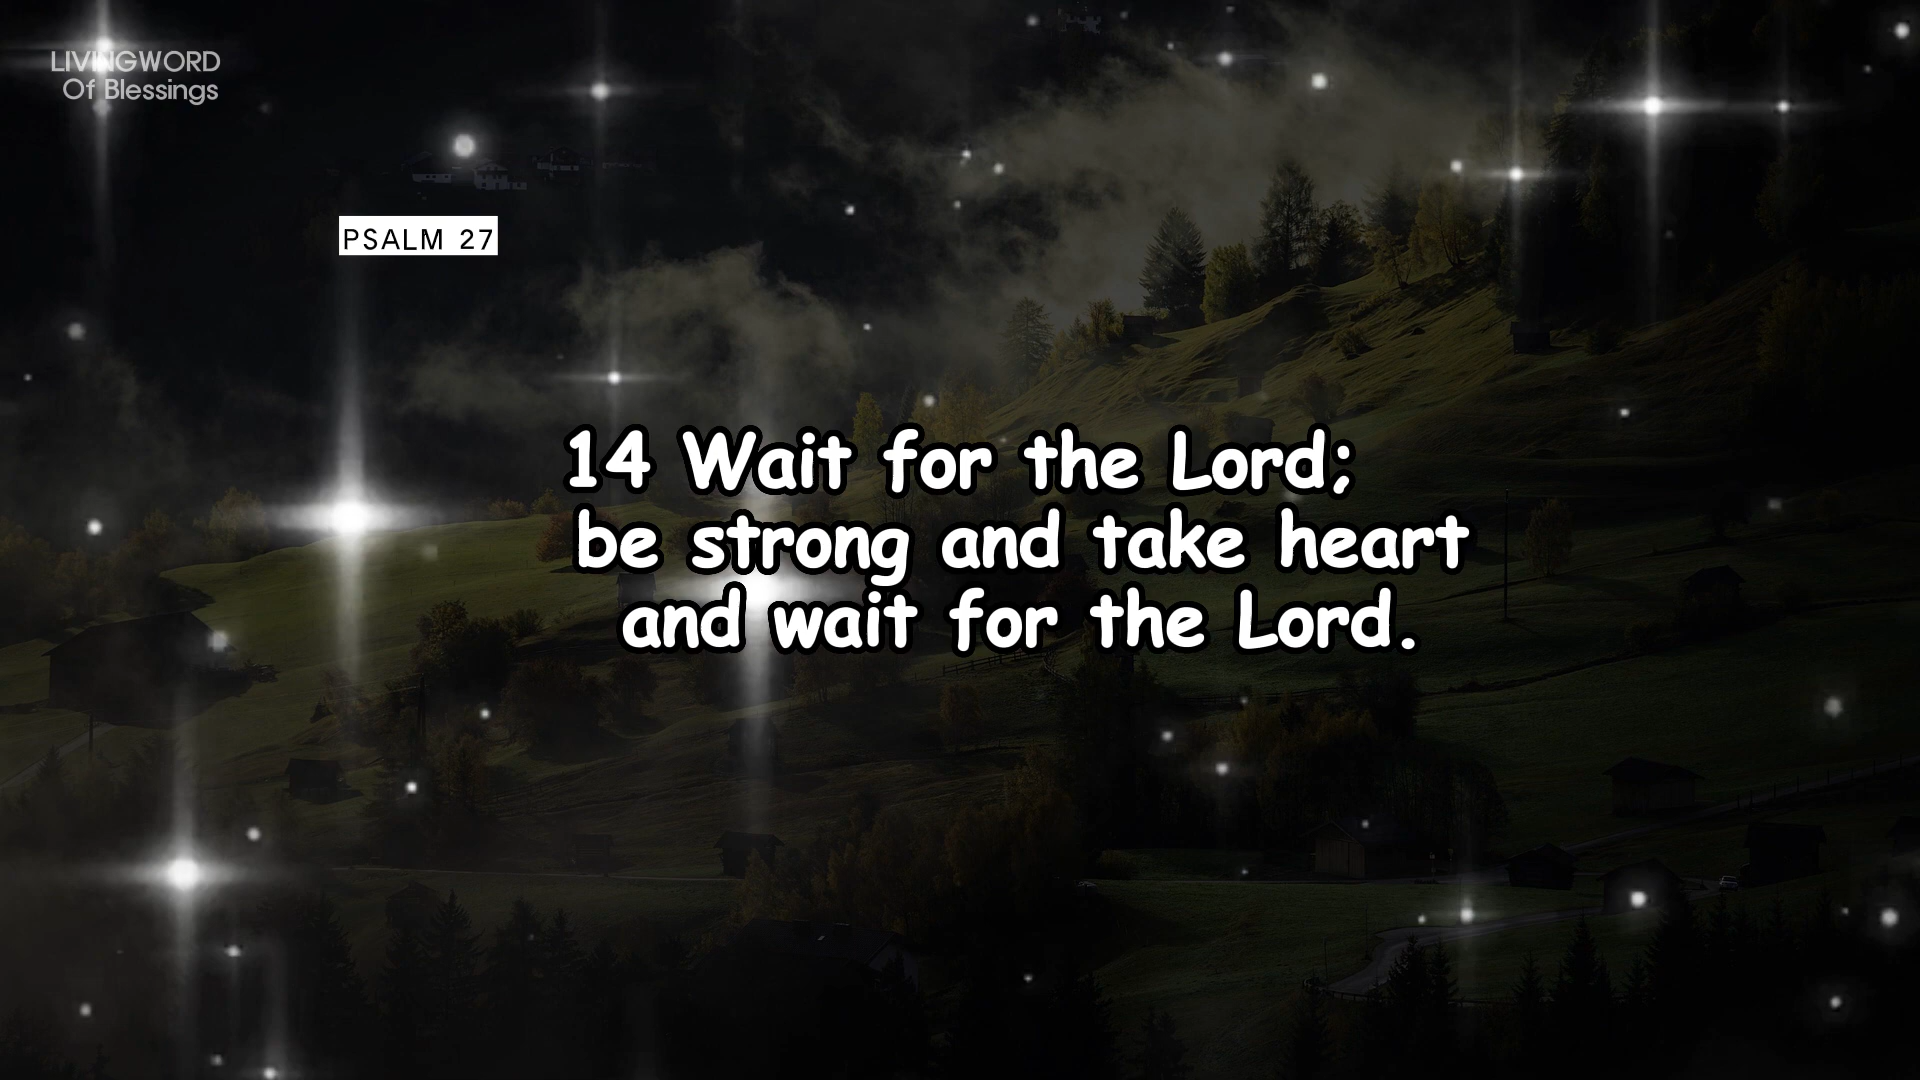 LIVINGWORD
Of Blessings
PSALM 27
14 Wait for the Lord;
be strong and take heart
and wait for the Lord.